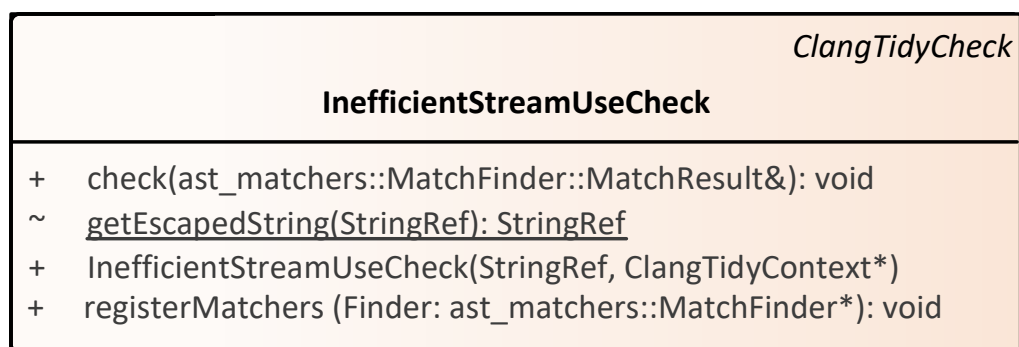 ClangTidyCheck
InefficientStreamUseCheck
+ check(ast_matchers::MatchFinder::MatchResult&): void
~ getEscapedString(StringRef): StringRef
+ InefficientStreamUseCheck(StringRef, ClangTidyContext*)
+ registerMatchers (Finder: ast_matchers::MatchFinder*): void